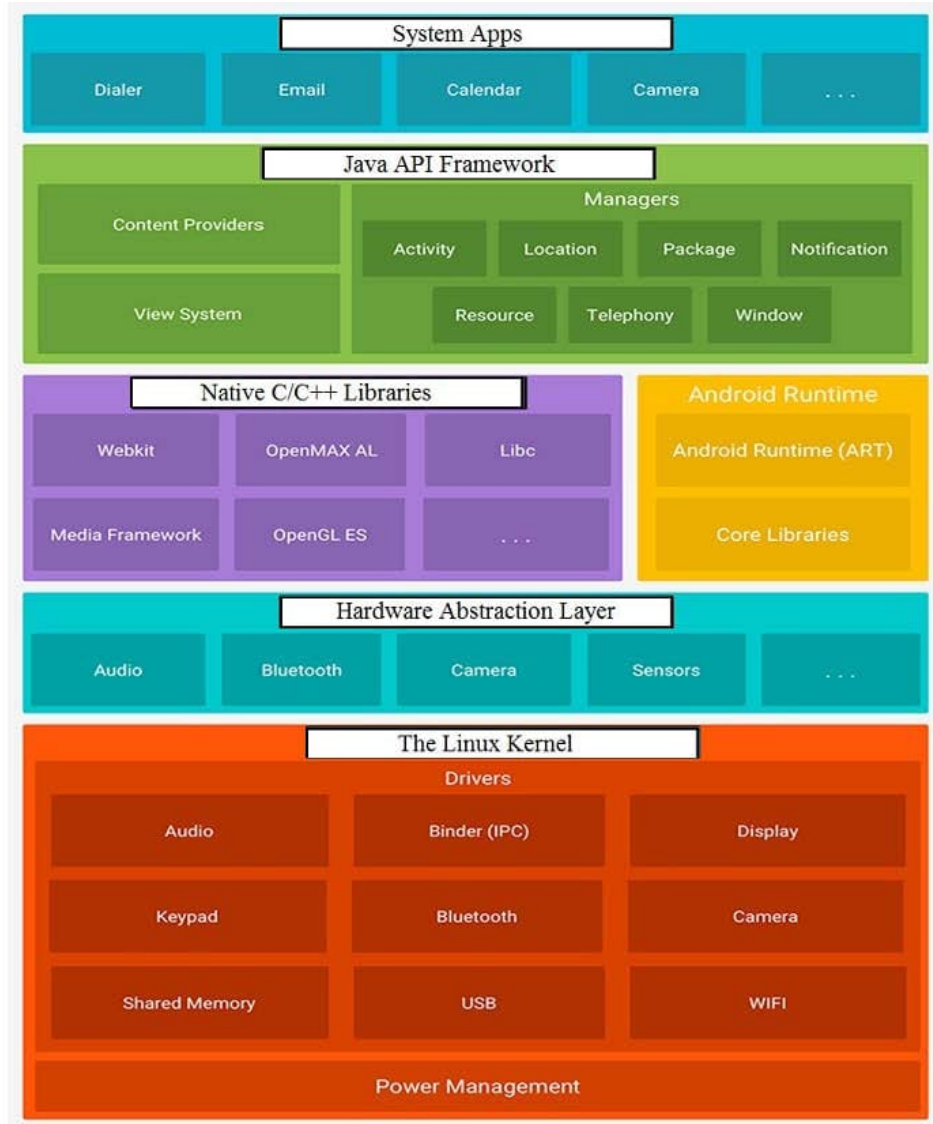 System Apps
Dialer Email Calendar Camera . . .
Java API Framework
Content Providers
View System
Managers
Activity Location Package Notification
Resource Telephony Window
Native C/C++ Libraries
Webkit OpenMAX AL Libc
Media Framework OpenGL ES . . .
Android Runtime
Android Runtime (ART)
Core Libraries
Hardware Abstraction Layer
Audio Bluetooth Camera Sensors . . .
The Linux Kernel
Drivers
Audio Binder (IPC) Display
Keypad Bluetooth Camera
Shared Memory USB WIFI
Power Management